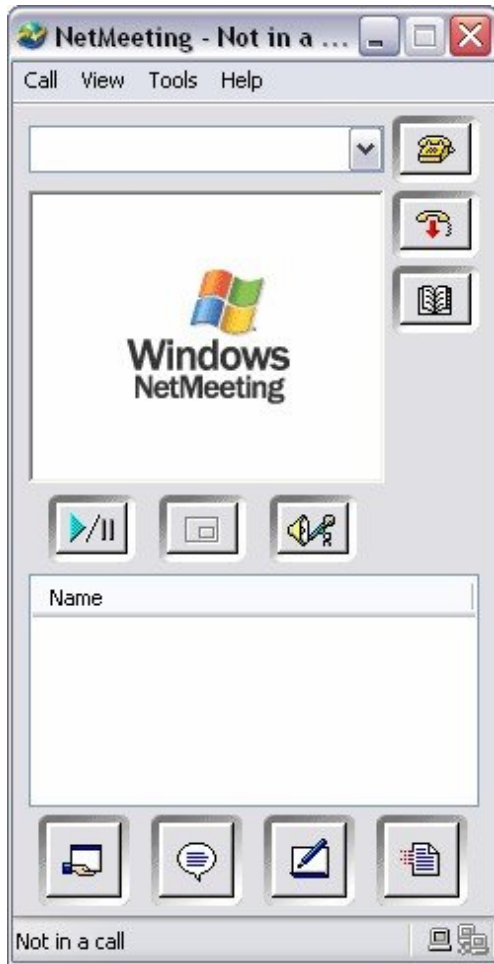 NetMeeting - Not in a ...
Call View Tools Help
Windows
NetMeeting
Name
Not in a call